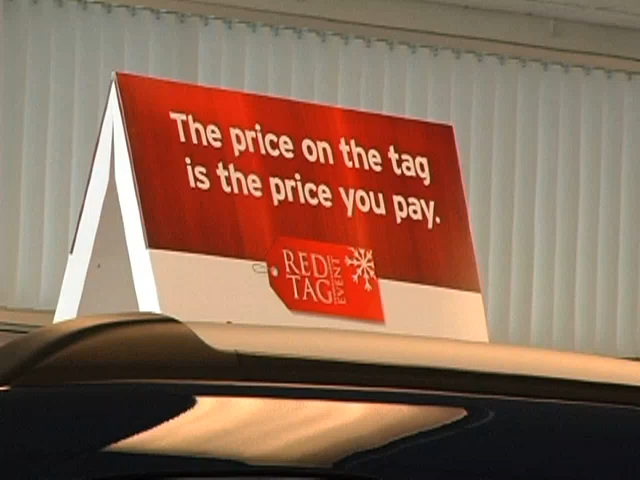 The price on the tag
is the price you pay.
RED
TAG
EVENT